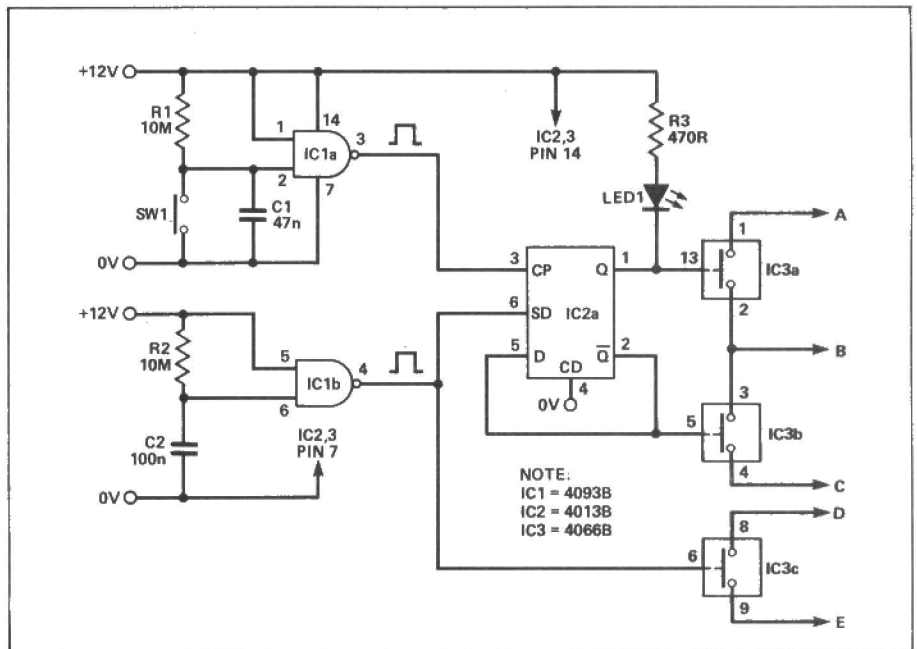 +12V
R1
10M
1
14
3
IC1a
2
7
SW1
C1
47n
0V
IC2,3
PIN 14
R3
470R
LED1
A
1
13
IC3a
2
3
CP
Q
1
6
SD
IC2a
5
D
Q
2
CD
4
0V
B
+12V
R2
10M
5
4
IC1b
6
C2
100n
IC2,3
PIN 7
0V
3
5
IC3b
4
C
NOTE:
IC1 = 4093B
IC2 = 4013B
IC3 = 4066B
D
8
6
IC3c
9
E